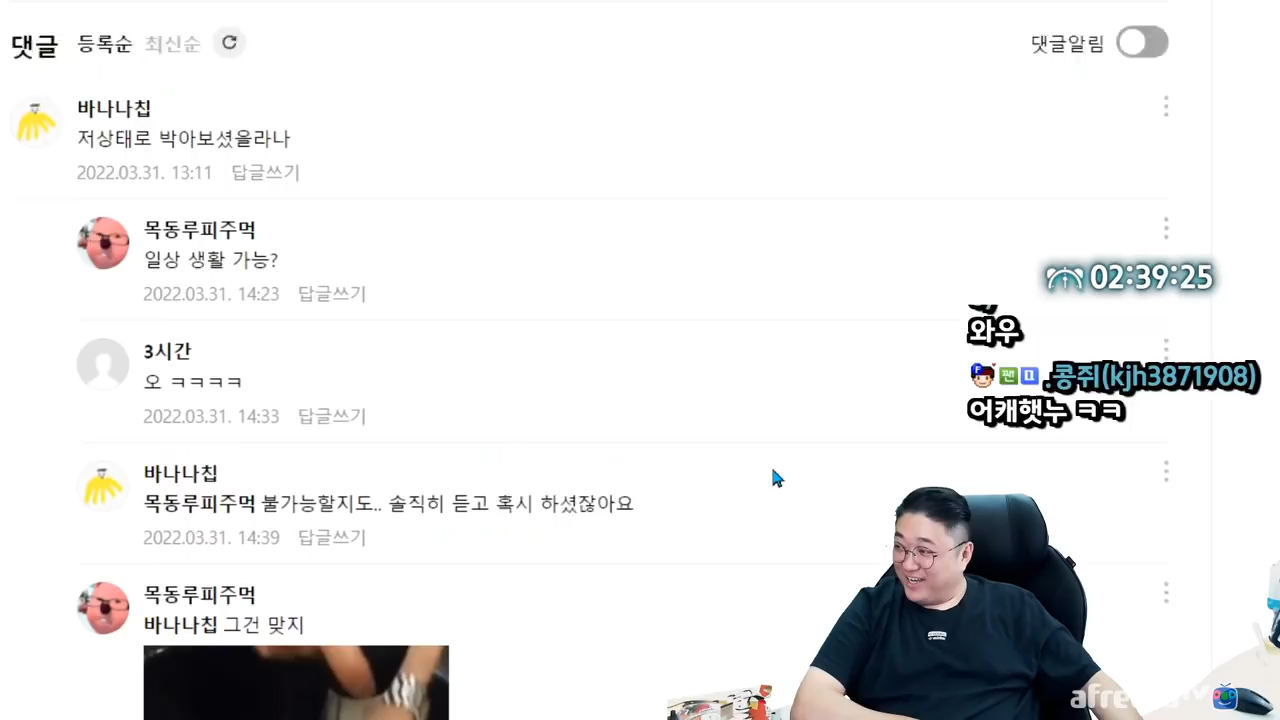 댓글 등록순 최신순 댓글알림
바나나칩
저상태로 박아보셨을라나
2022.03.31. 13:11 답글쓰기
목동루피주먹
일상 생활 가능?
2022.03.31. 14:23 답글쓰기
3시간
오 ㅋㅋㅋㅋ
2022.03.31. 14:33 답글쓰기
바나나칩
목동루피주먹 불가능할지도.. 솔직히 듣고 혹시 하셨잖아요
2022.03.31. 14:39 답글쓰기
목동루피주먹
바나나칩 그건 맞지
02:39:25
와우
.콩쥐(kjh3871908)
어캐햇누 ㅋㅋ